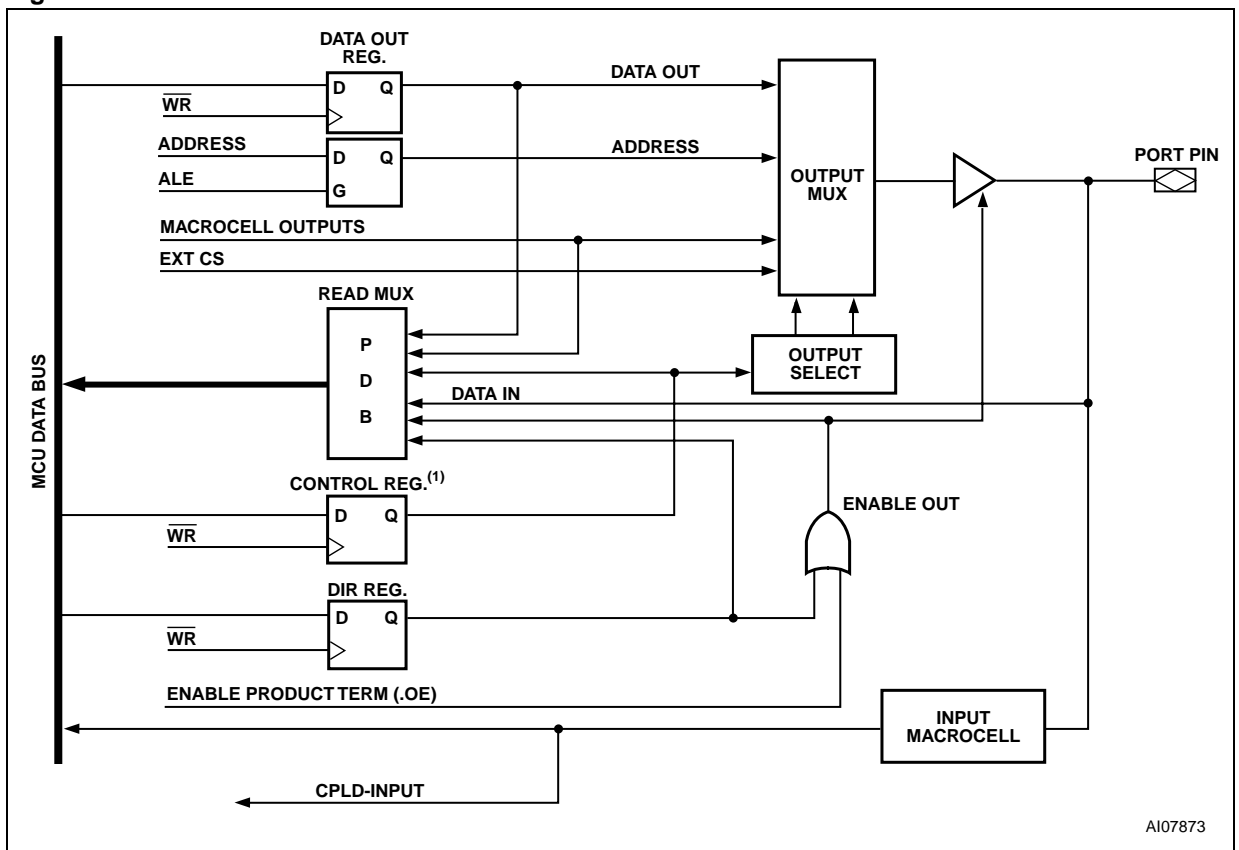 DATA OUT
REG.
D Q
DATA OUT
WR
ADDRESS
D Q
ADDRESS
ALE
G
OUTPUT
MUX
PORT PIN
MACROCELL OUTPUTS
EXT CS
READ MUX
P
D
B
OUTPUT
SELECT
DATA IN
MCU DATA BUS
CONTROL REG.(1)
D Q
WR
ENABLE OUT
DIR REG.
D Q
WR
ENABLE PRODUCT TERM (.OE)
INPUT
MACROCELL
CPLD-INPUT
AI07873